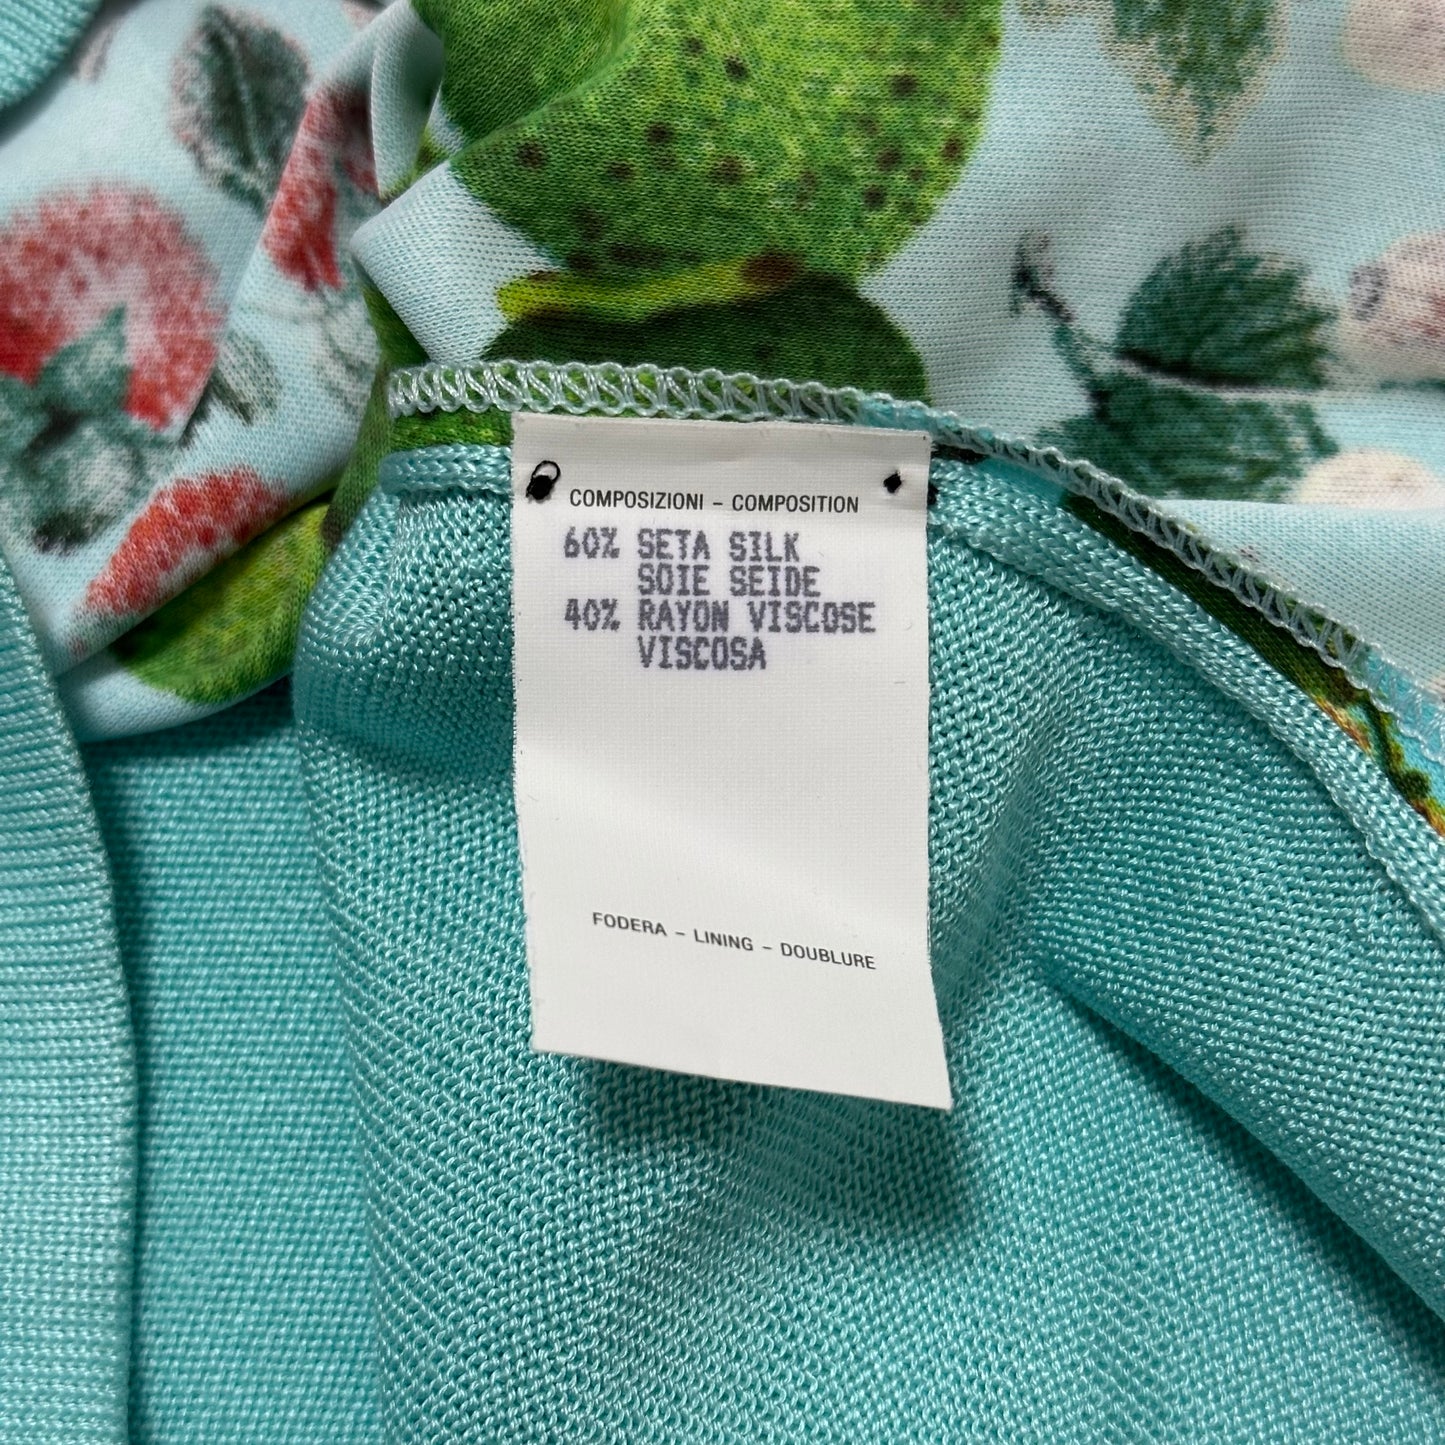 COMPOSIZIONI – COMPOSITION
60% SETA SILK
SOIE SEIDE
40% RAYON VISCOSE
VISCOSA
FODERA – LINING – DOUBLURE